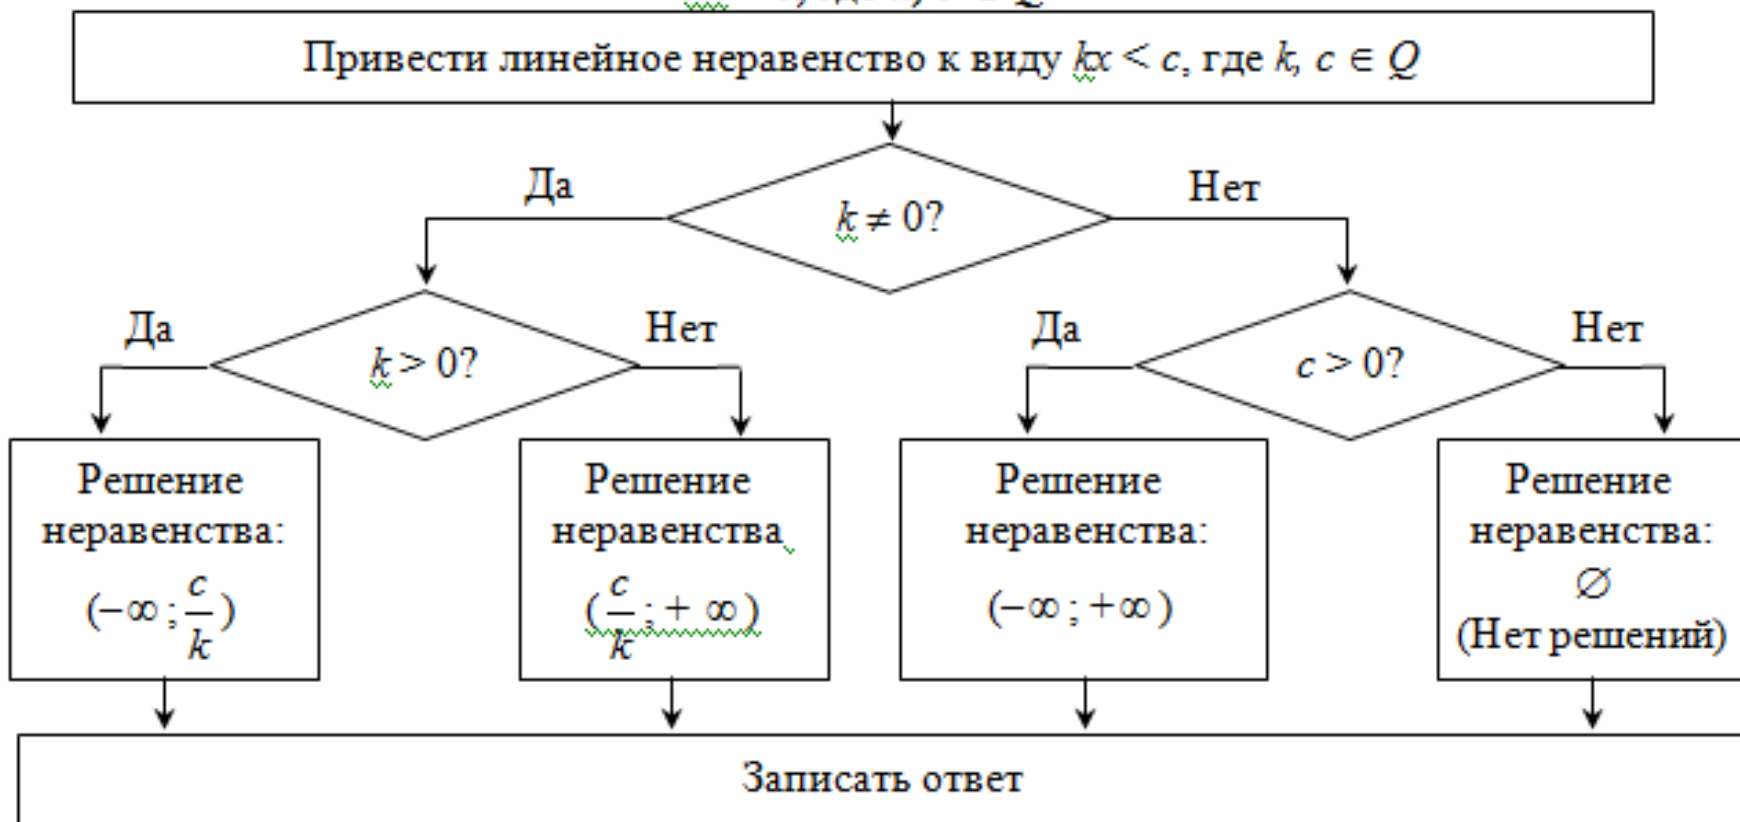 Привести линейное неравенство к виду kx < c, где k, c ∈ Q
Да
Нет
k ≠ 0?
Да
k > 0?
Нет
Да
c > 0?
Нет
Решение
неравенства:
(−∞ ; c/k)
Решение
неравенства
(c/k ; + ∞)
Решение
неравенства:
(−∞ ; +∞)
Решение
неравенства:
∅
(Нет решений)
Записать ответ